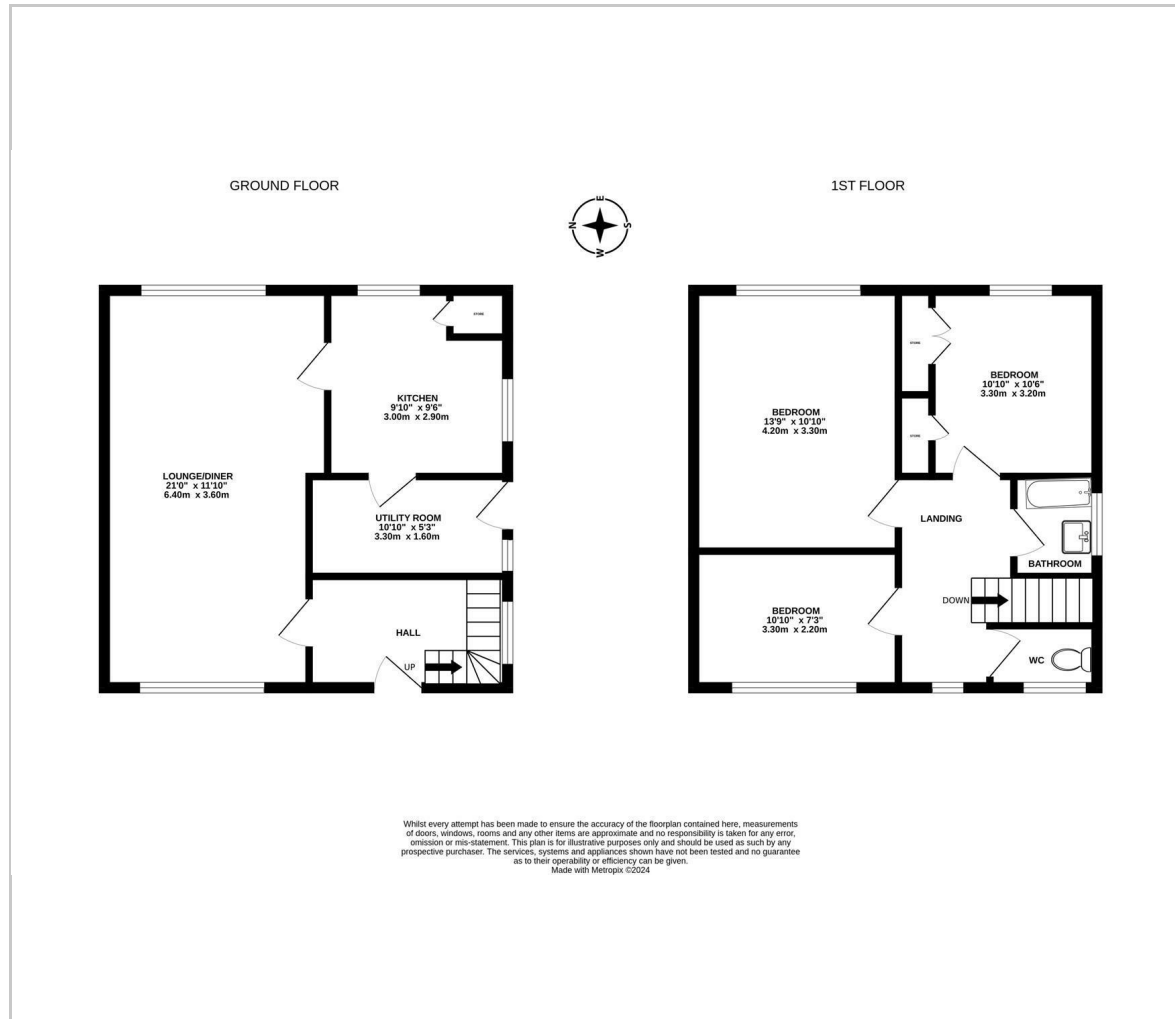 GROUND FLOOR
1ST FLOOR
E
N
S
W
STORE
KITCHEN
9'10" x 9'6"
3.00m x 2.90m
LOUNGE/DINER
21'0" x 11'10"
6.40m x 3.60m
UTILITY ROOM
10'10" x 5'3"
3.30m x 1.60m
HALL
UP
STORE
BEDROOM
10'10" x 10'6"
3.30m x 3.20m
BEDROOM
13'9" x 10'10"
4.20m x 3.30m
STORE
LANDING
BATHROOM
DOWN
BEDROOM
10'10" x 7'3"
3.30m x 2.20m
WC
Whilst every attempt has been made to ensure the accuracy of the floorplan contained here, measurements
of doors, windows, rooms and any other items are approximate and no responsibility is taken for any error,
omission or mis-statement. This plan is for illustrative purposes only and should be used as such by any
prospective purchaser. The services, systems and appliances shown have not been tested and no guarantee
as to their operability or efficiency can be given.
Made with Metropix ©2024